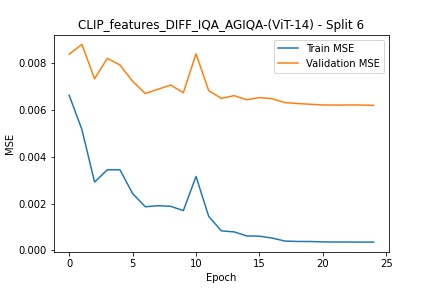 CLIP_features_DIFF_IQA_AGIQA-(ViT-14) - Split 6
Train MSE
Validation MSE
MSE
0.008
0.006
0.004
0.002
0.000
0 5 10 15 20 25
Epoch